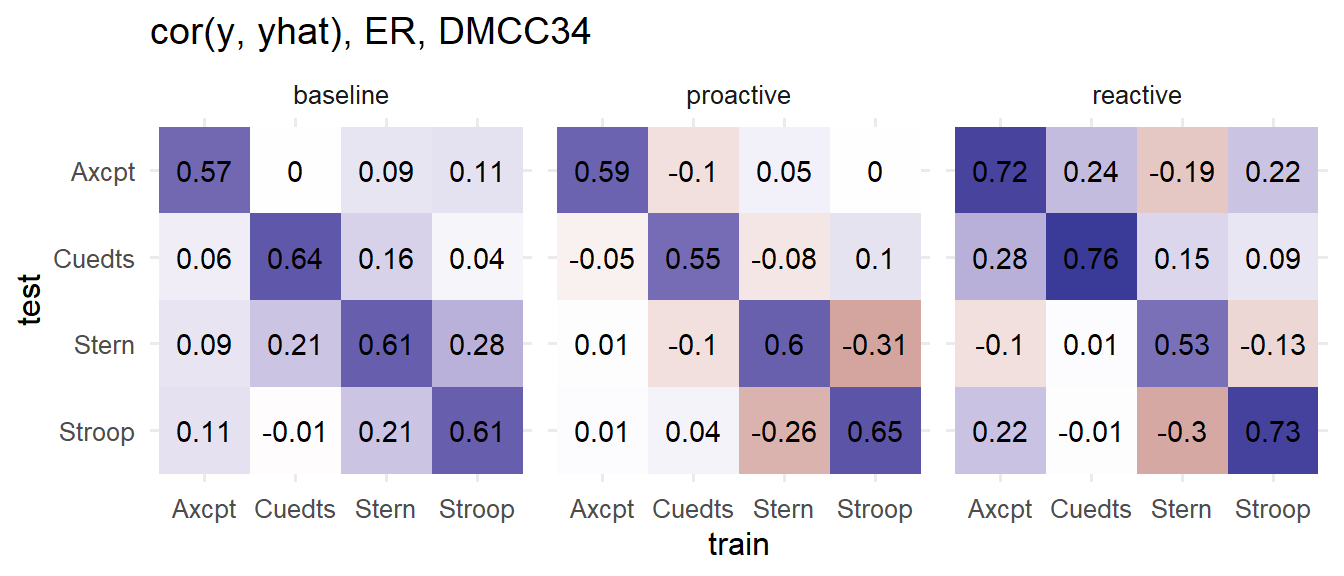 cor(y, yhat), ER, DMCC34
baseline proactive reactive
Axcpt 0.57 0 0.09 0.11 0.59 -0.1 0.05 0 0.72 0.24 -0.19 0.22
Cuedts 0.06 0.64 0.16 0.04 -0.05 0.55 -0.08 0.1 0.28 0.76 0.15 0.09
Stern 0.09 0.21 0.61 0.28 0.01 -0.1 0.6 -0.31 -0.1 0.01 0.53 -0.13
Stroop 0.11 -0.01 0.21 0.61 0.01 0.04 -0.26 0.65 0.22 -0.01 -0.3 0.73
Axcpt Cuedts Stern Stroop Axcpt Cuedts Stern Stroop Axcpt Cuedts Stern Stroop
train
test